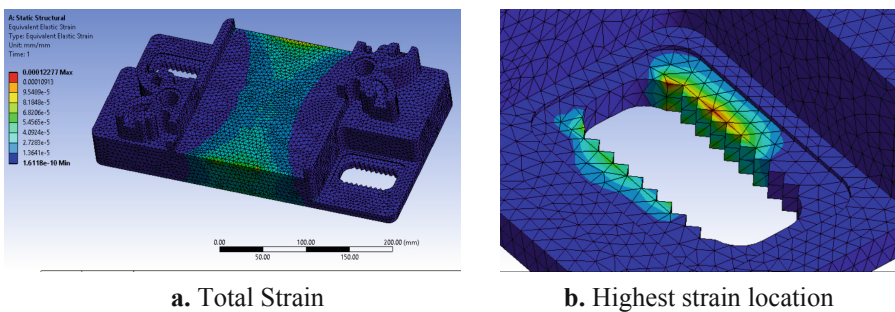 A: Static Structural
Equivalent Elastic Strain
Type: Equivalent Elastic Strain
Unit: mm/mm
Time: 1
0.00012277 Max
0.00010913
9.5489e-5
8.1848e-5
6.8206e-5
5.4565e-5
4.0924e-5
2.7283e-5
1.3641e-5
1.6118e-10 Min
0.00 100.00 200.00 (mm)
50.00 150.00
a. Total Strain
b. Highest strain location